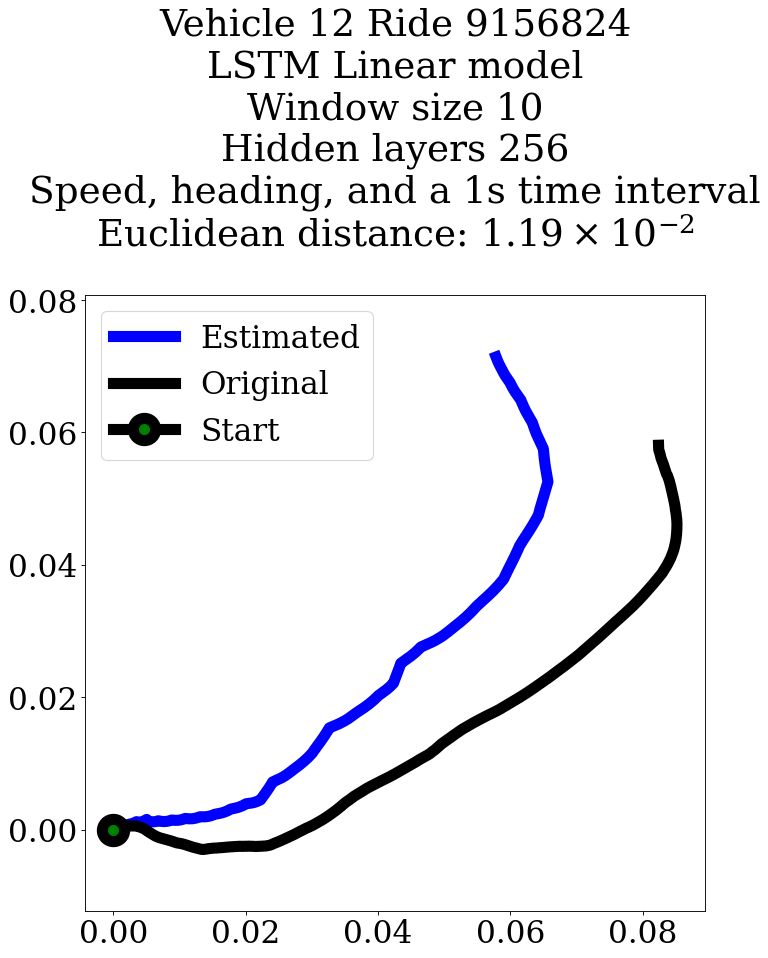 Vehicle 12 Ride 9156824
LSTM Linear model
Window size 10
Hidden layers 256
Speed, heading, and a 1s time interval
Euclidean distance: 1.19 × 10⁻²
0.08
0.06
0.04
0.02
0.00
Estimated
Original
Start
0.00 0.02 0.04 0.06 0.08